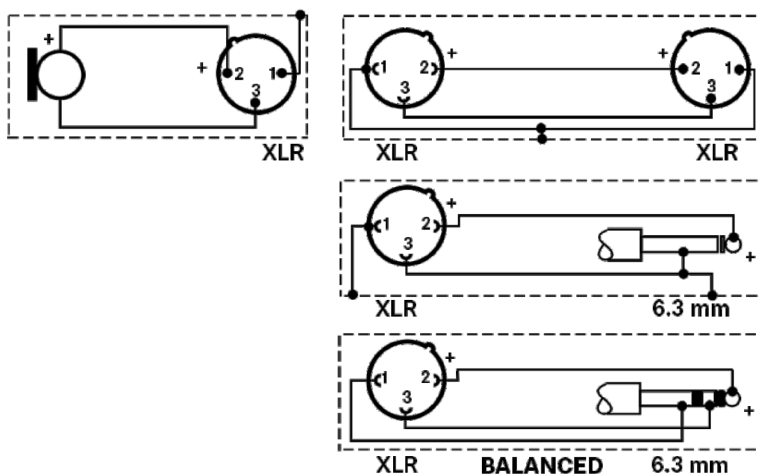 +
+ 2 1
3
XLR
1 2 + + 2 1
3 3
XLR XLR
+
1 2
3
+
XLR 6.3 mm
+
1 2
3
+
XLR BALANCED 6.3 mm